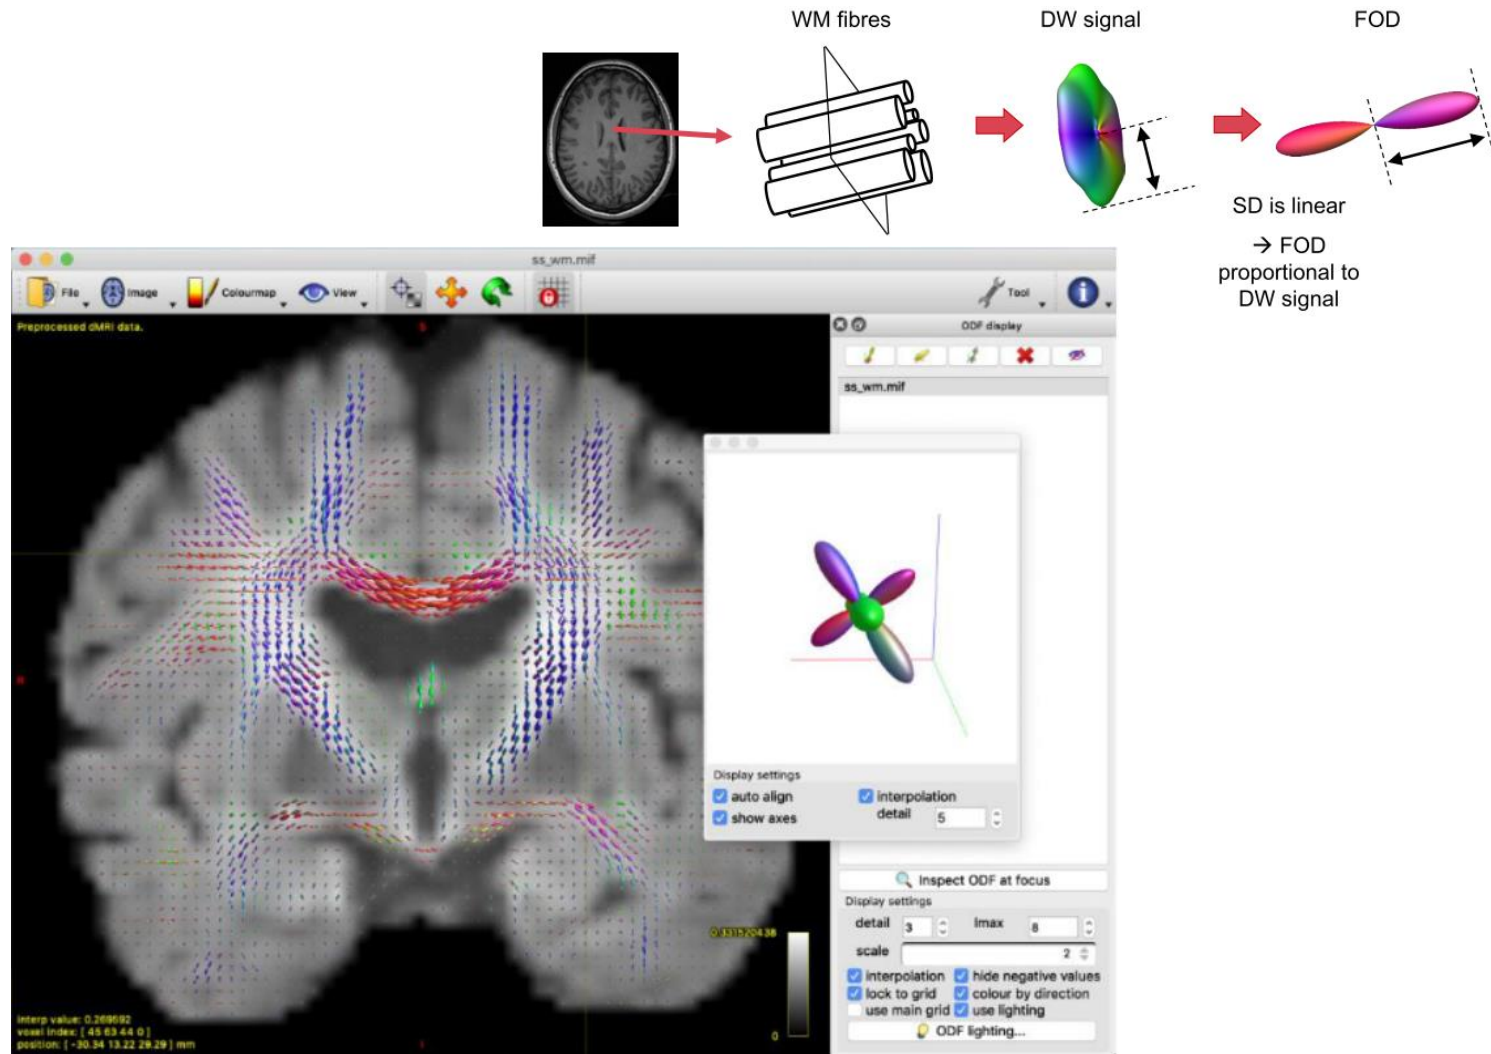 WM fibres
DW signal
FOD
SD is linear
→ FOD
proportional to
DW signal
ss_wm.mif
File
Image
Colourmap
View
Tool
Preprocessed dMRI data.
S
ODF display
ss_wm.mif
R
Display settings
auto align
interpolation
show axes
detail 5
Inspect ODF at focus
Display settings
detail 3 lmax 8
scale 2
interpolation hide negative values
lock to grid colour by direction
use main grid use lighting
ODF lighting...
0.331520438
0
interp value: 0.269592
voxel index: [ 45 63 44 0 ]
position: [ -30.34 13.22 29.29 ] mm
I